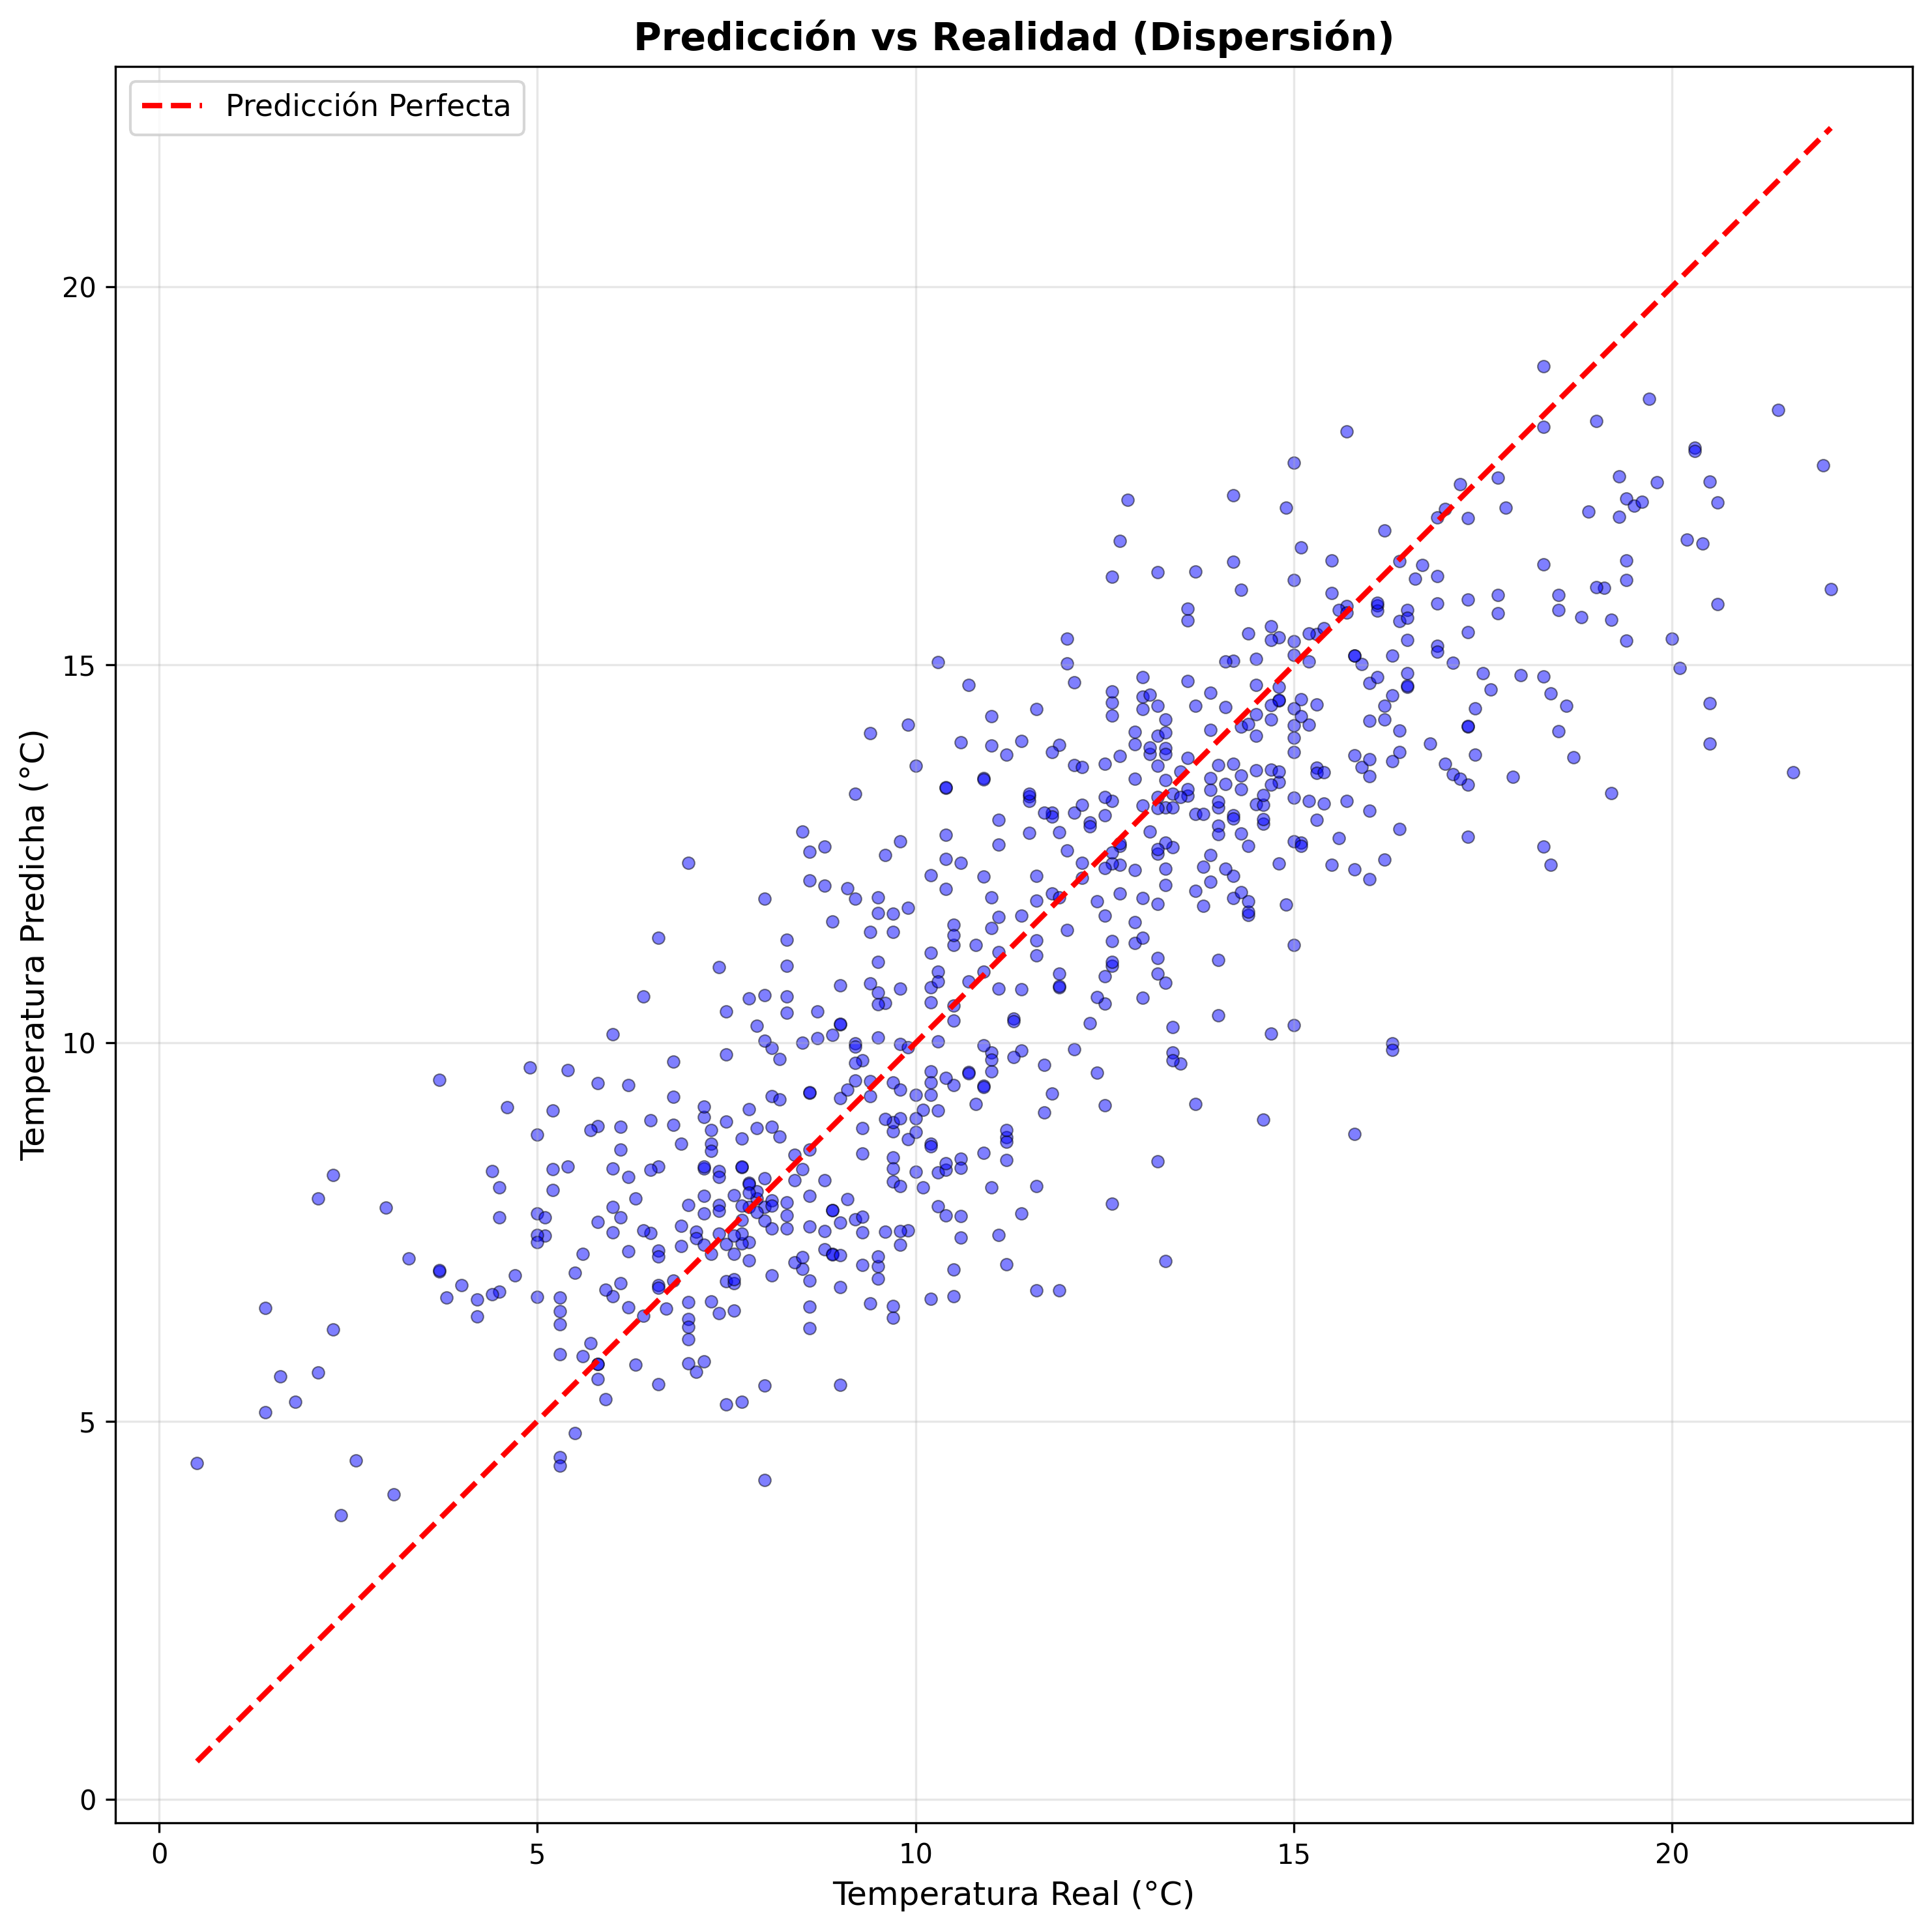 Predicción vs Realidad (Dispersión)
Predicción Perfecta
Temperatura Predicha (°C)
20
15
10
5
0
0 5 10 15 20
Temperatura Real (°C)